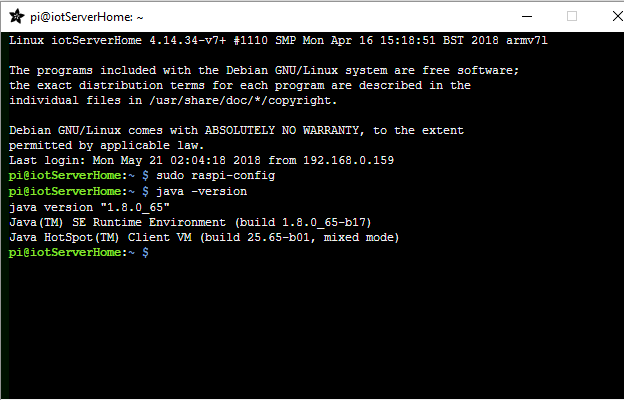 pi@iotServerHome: ~
Linux iotServerHome 4.14.34-v7+ #1110 SMP Mon Apr 16 15:18:51 BST 2018 armv7l
The programs included with the Debian GNU/Linux system are free software;
the exact distribution terms for each program are described in the
individual files in /usr/share/doc/*/copyright.
Debian GNU/Linux comes with ABSOLUTELY NO WARRANTY, to the extent
permitted by applicable law.
Last login: Mon May 21 02:04:18 2018 from 192.168.0.159
pi@iotServerHome:~ $ sudo raspi-config
pi@iotServerHome:~ $ java -version
java version "1.8.0_65"
Java(TM) SE Runtime Environment (build 1.8.0_65-b17)
Java HotSpot(TM) Client VM (build 25.65-b01, mixed mode)
pi@iotServerHome:~ $